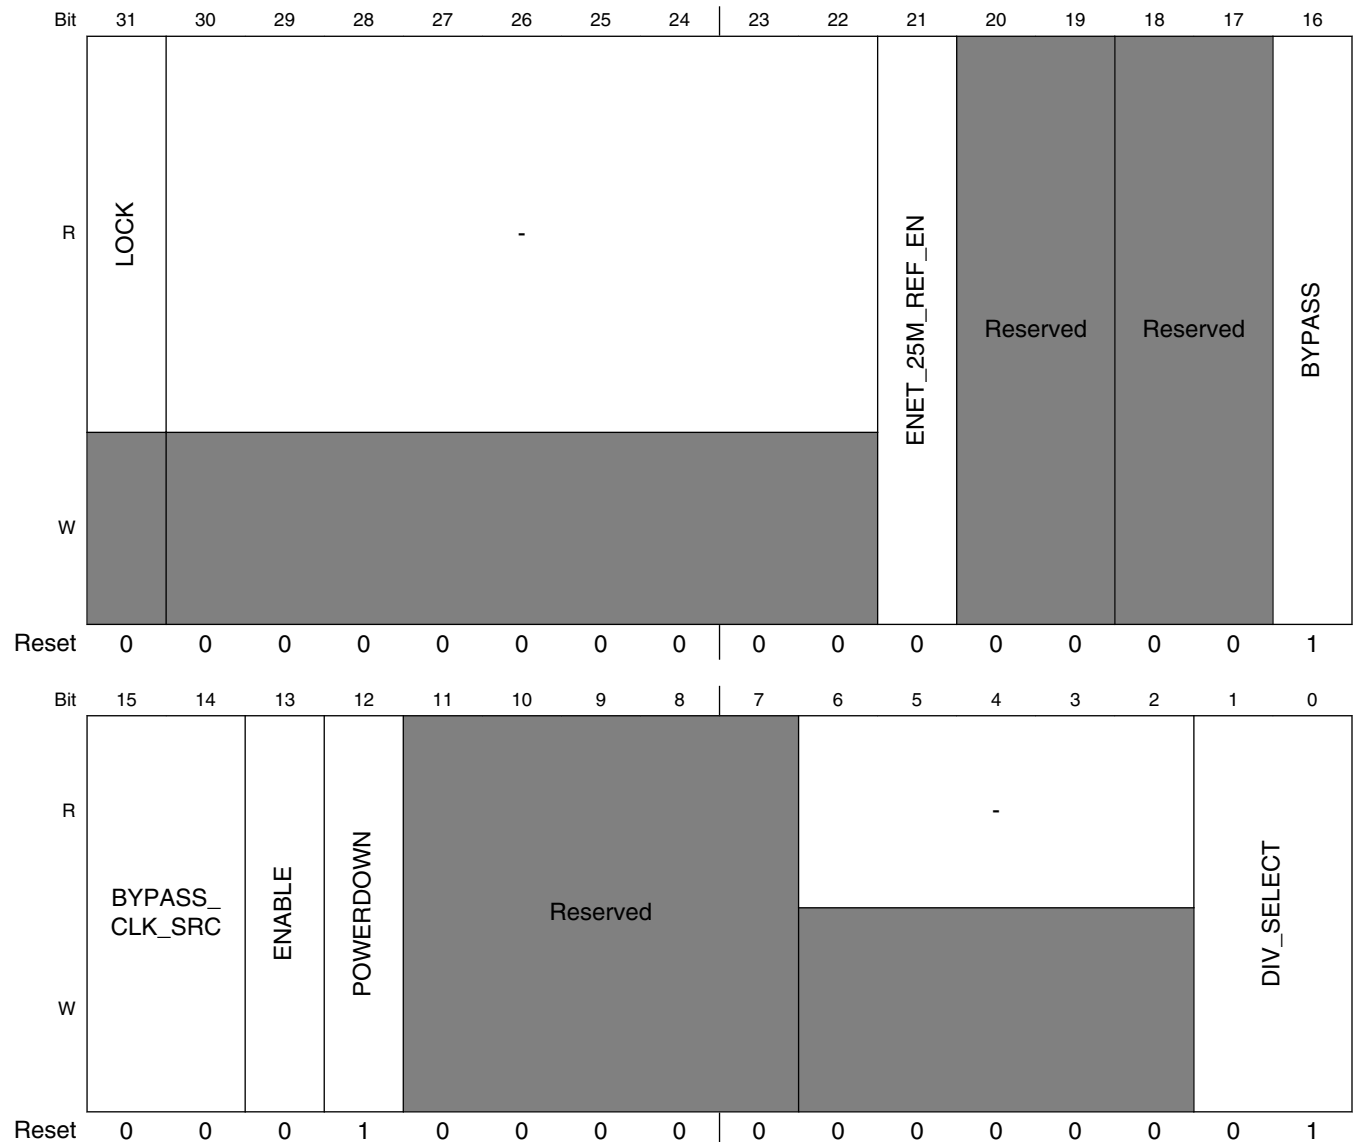 Bit 31 30 29 28 27 26 25 24 23 22 21 20 19 18 17 16
R
LOCK
-
ENET_25M_REF_EN
Reserved
Reserved
BYPASS
W
Reset 0 0 0 0 0 0 0 0 0 0 0 0 0 0 0 1
Bit 15 14 13 12 11 10 9 8 7 6 5 4 3 2 1 0
R
BYPASS_
CLK_SRC
ENABLE
POWERDOWN
Reserved
-
DIV_SELECT
W
Reset 0 0 0 1 0 0 0 0 0 0 0 0 0 0 0 1